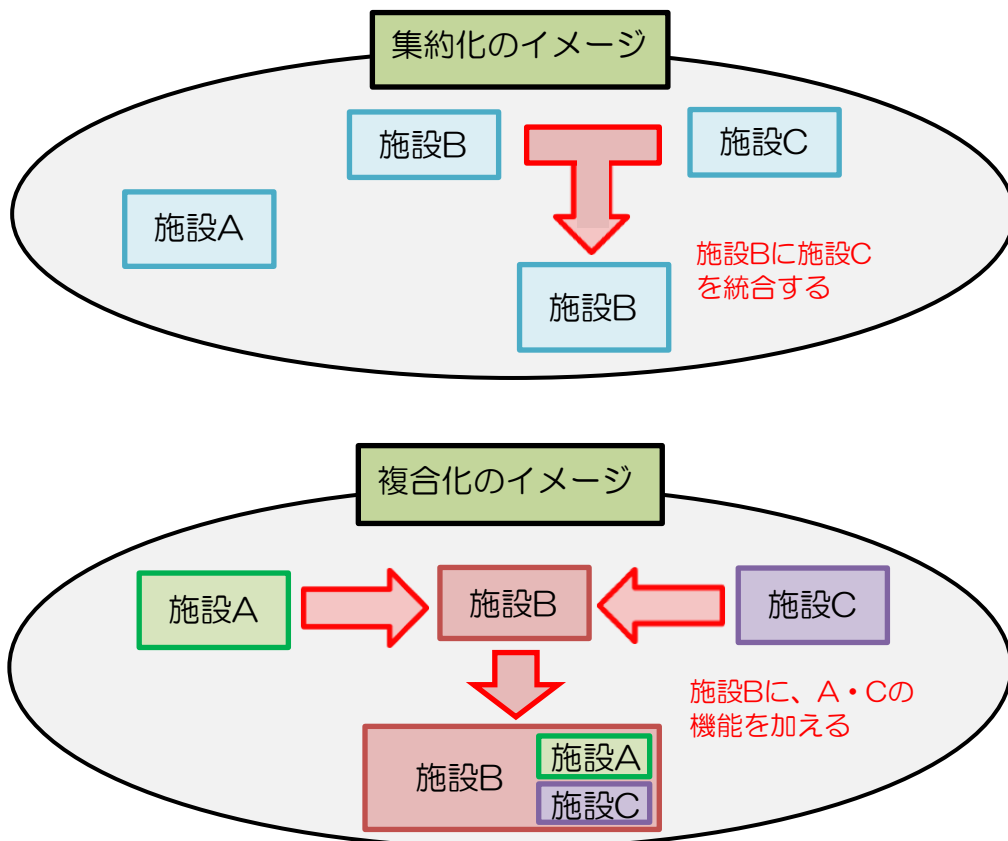 集約化のイメージ
施設B
施設C
施設A
施設Bに施設C
を統合する
施設B
複合化のイメージ
施設A
施設B
施設C
施設Bに、A・Cの
機能を加える
施設B
施設A
施設C